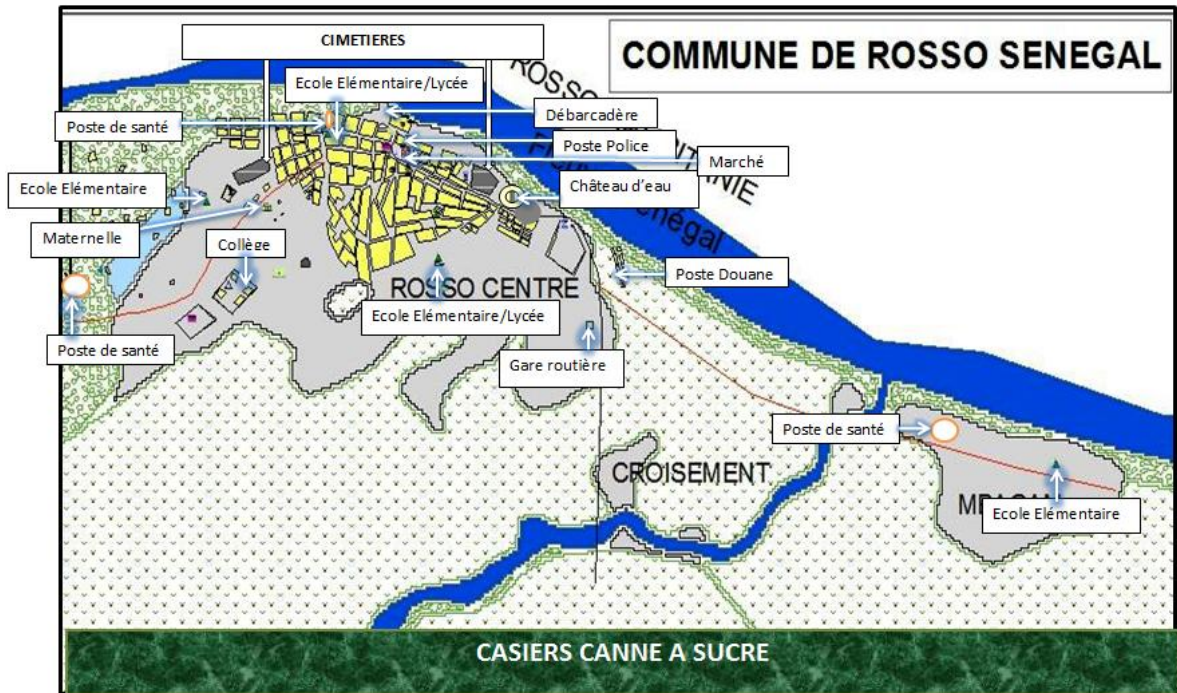 CIMETIERES
COMMUNE DE ROSSO SENEGAL
Ecole Elémentaire/Lycée
Débarcadère
Poste de santé
Poste Police
Marché
Ecole Elémentaire
Château d'eau
Maternelle
Collège
Poste Douane
ROSSO CENTRE
Ecole Elémentaire/Lycée
Poste de santé
Gare routière
Poste de santé
CROISEMENT
Ecole Elémentaire
CASIERS CANNE A SUCRE